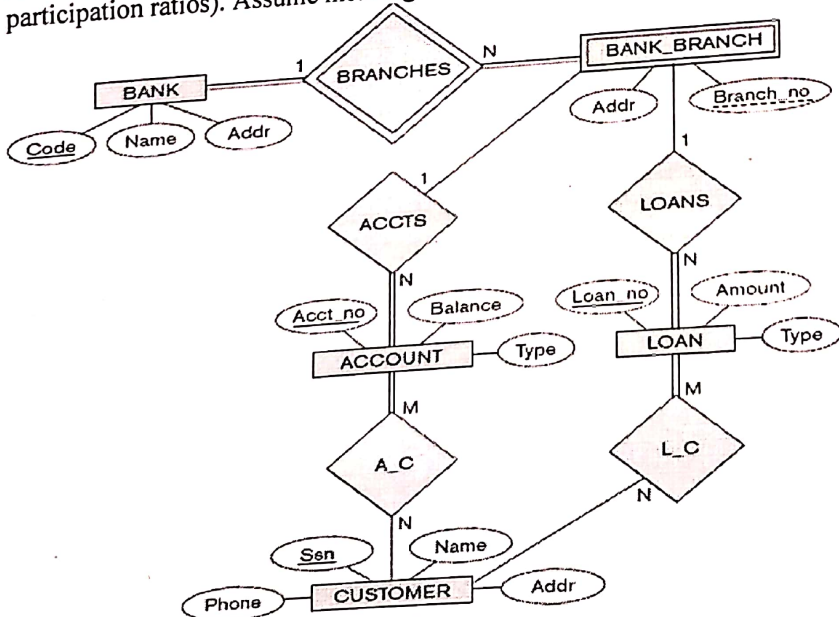 participation ratios). Assume
N
BANK_BRANCH
1
BRANCHES
BANK
Addr
Branch_no
Code
Name
Addr
1
1
ACCTS
LOANS
N
N
Acct_no
Balance
Loan_no
Amount
ACCOUNT
Type
LOAN
Type
M
M
A_C
L_C
N
N
Ssn
Name
Phone
CUSTOMER
Addr